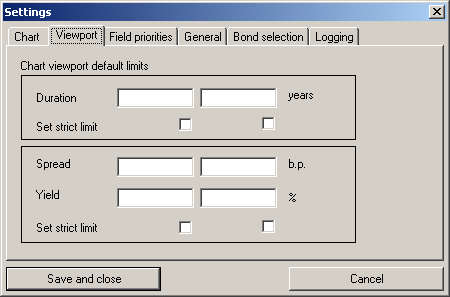 Settings
Chart Viewport Field priorities General Bond selection Logging
Chart viewport default limits
Duration years
Set strict limit
Spread b.p.
Yield %
Set strict limit
Save and close Cancel